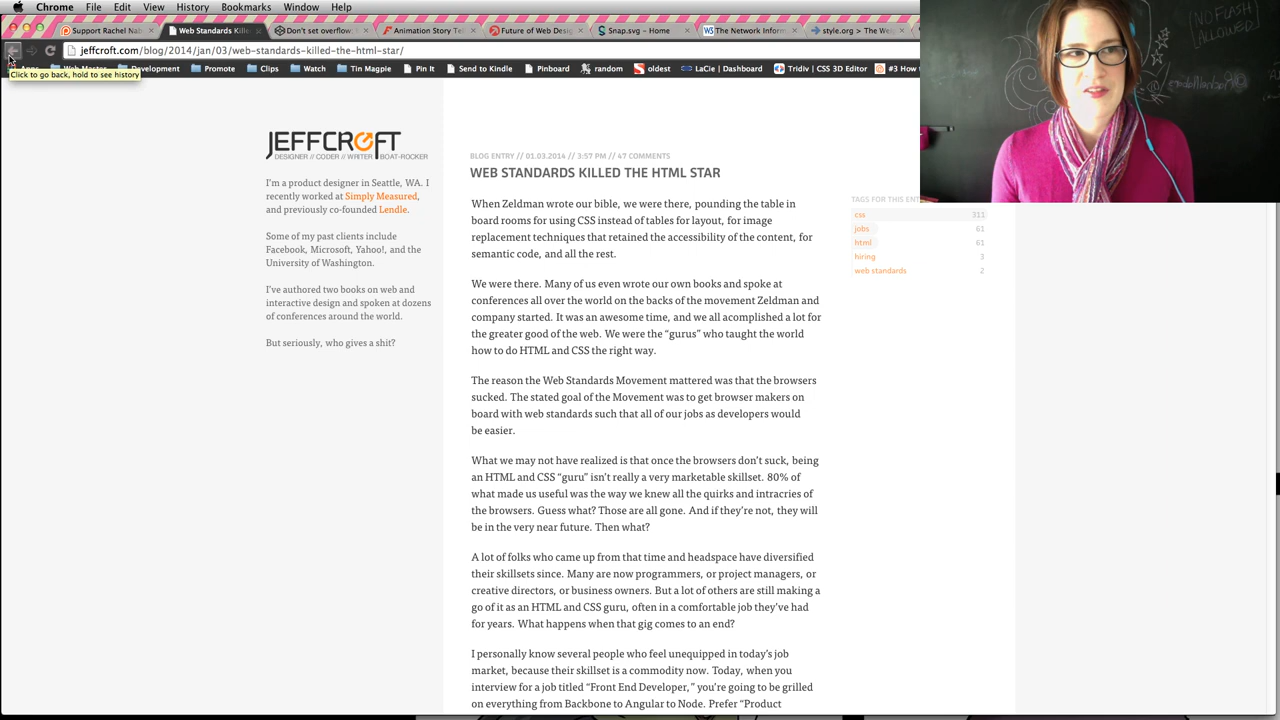 Chrome File Edit View History Bookmarks Window Help
Support Rachel Nab
Web Standards Kille
Don't set overflow:
Animation Story Te
Future of Web Desi
Snap.svg - Home
The Network Inform
style.org > The We
jeffcroft.com/blog/2014/jan/03/web-standards-killed-the-html-star/
Development Promote Clips Watch Tin Magpie Pin It Send to Kindle Pinboard random oldest LaCie | Dashboard Tridiv | CSS 3D Editor #3 How t
Click to go back, hold to see history
JEFFCROFT
DESIGNER // CODER // WRITER BOAT-ROCKER
I'm a product designer in Seattle, WA. I
recently worked at Simply Measured,
and previously co-founded Lendle.
Some of my past clients include
Facebook, Microsoft, Yahoo!, and the
University of Washington.
I've authored two books on web and
interactive design and spoken at dozens
of conferences around the world.
But seriously, who gives a shit?
BLOG ENTRY // 01.03.2014 // 3:57 PM // 47 COMMENTS
WEB STANDARDS KILLED THE HTML STAR
When Zeldman wrote our bible, we were there, pounding the table in
board rooms for using CSS instead of tables for layout, for image
replacement techniques that retained the accessibility of the content, for
semantic code, and all the rest.
We were there. Many of us even wrote our own books and spoke at
conferences all over the world on the backs of the movement Zeldman and
company started. It was an awesome time, and we all acomplished a lot for
the greater good of the web. We were the "gurus" who taught the world
how to do HTML and CSS the right way.
The reason the Web Standards Movement mattered was that the browsers
sucked. The stated goal of the Movement was to get browser makers on
board with web standards such that all of our jobs as developers would
be easier.
What we may not have realized is that once the browsers don't suck, being
an HTML and CSS "guru" isn't really a very marketable skillset. 80% of
what made us useful was the way we knew all the quirks and intracries of
the browsers. Guess what? Those are all gone. And if they're not, they will
be in the very near future. Then what?
A lot of folks who came up from that time and headspace have diversified
their skillsets since. Many are now programmers, or project managers, or
creative directors, or business owners. But a lot of others are still making a
go of it as an HTML and CSS guru, often in a comfortable job they've had
for years. What happens when that gig comes to an end?
I personally know several people who feel unequipped in today's job
market, because their skillset is a commodity now. Today, when you
interview for a job titled "Front End Developer," you're going to be grilled
on everything from Backbone to Angular to Node. Prefer "Product
TAGS FOR THIS ENT
css 311
jobs 61
html 61
hiring 3
web standards 2